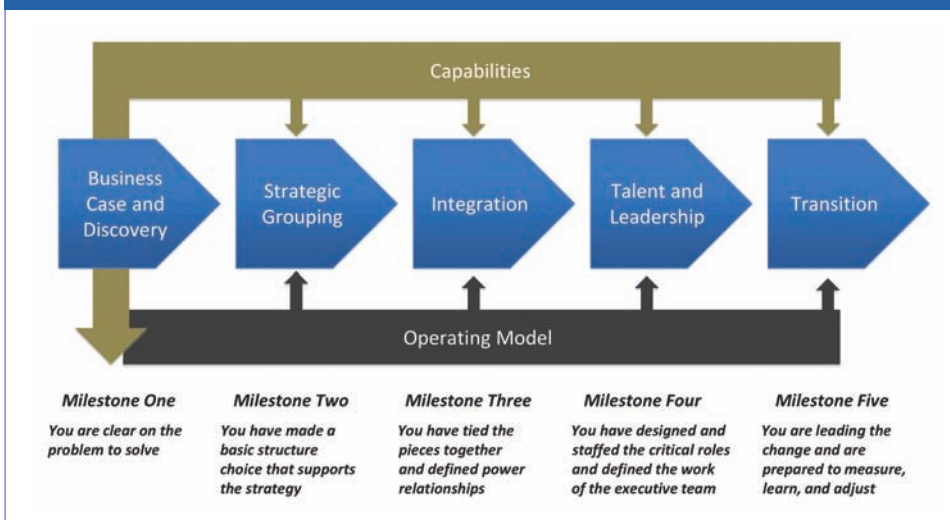 Capabilities
Business
Case and
Discovery
Strategic
Grouping
Integration
Talent and
Leadership
Transition
Operating Model
Milestone One
You are clear on the
problem to solve
Milestone Two
You have made a
basic structure
choice that supports
the strategy
Milestone Three
You have tied the
pieces together
and defined power
relationships
Milestone Four
You have designed and
staffed the critical roles
and defined the work
of the executive team
Milestone Five
You are leading the
change and are
prepared to measure,
learn, and adjust